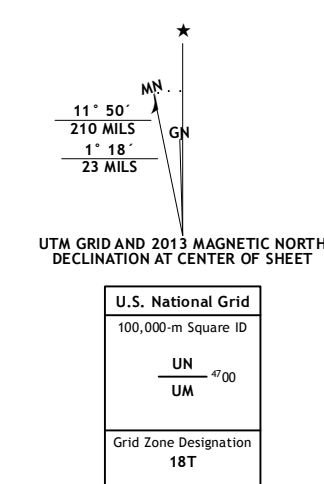 MN
11° 50´
210 MILS
GN
1° 18´
23 MILS
UTM GRID AND 2013 MAGNETIC NORTH
DECLINATION AT CENTER OF SHEET
U.S. National Grid
100,000-m Square ID
UN
4700
UM
Grid Zone Designation
18T